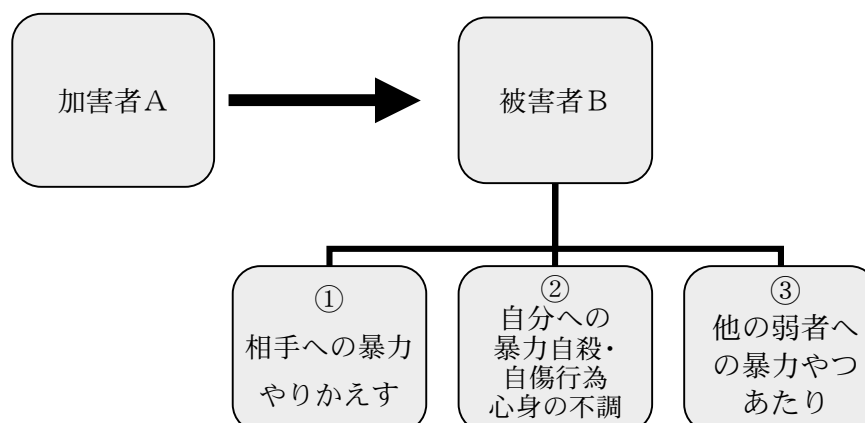 加害者A
被害者B
①
相手への暴力
やりかえす
②
自分への
暴力自殺・
自傷行為
心身の不調
③
他の弱者へ
の暴力やつ
あたり